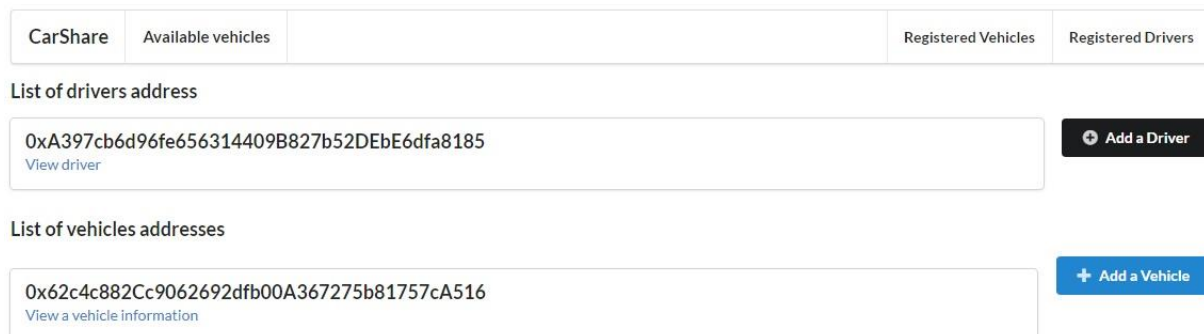 CarShare Available vehicles Registered Vehicles Registered Drivers
List of drivers address
0xA397cb6d96fe656314409B827b52DEbE6dfa8185
View driver
Add a Driver
List of vehicles addresses
0x62c4c882Cc9062692dfb00A367275b81757cA516
View a vehicle information
Add a Vehicle